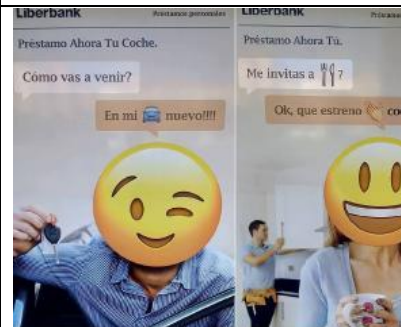 Liberbank
Préstamos personales
Préstamo Ahora Tu Coche.
Cómo vas a venir?
En mi 🚘 nuevo!!!!
Liberbank
Préstamo Ahora Tú.
Me invitas a 🍴?
Ok, que estreno 👏